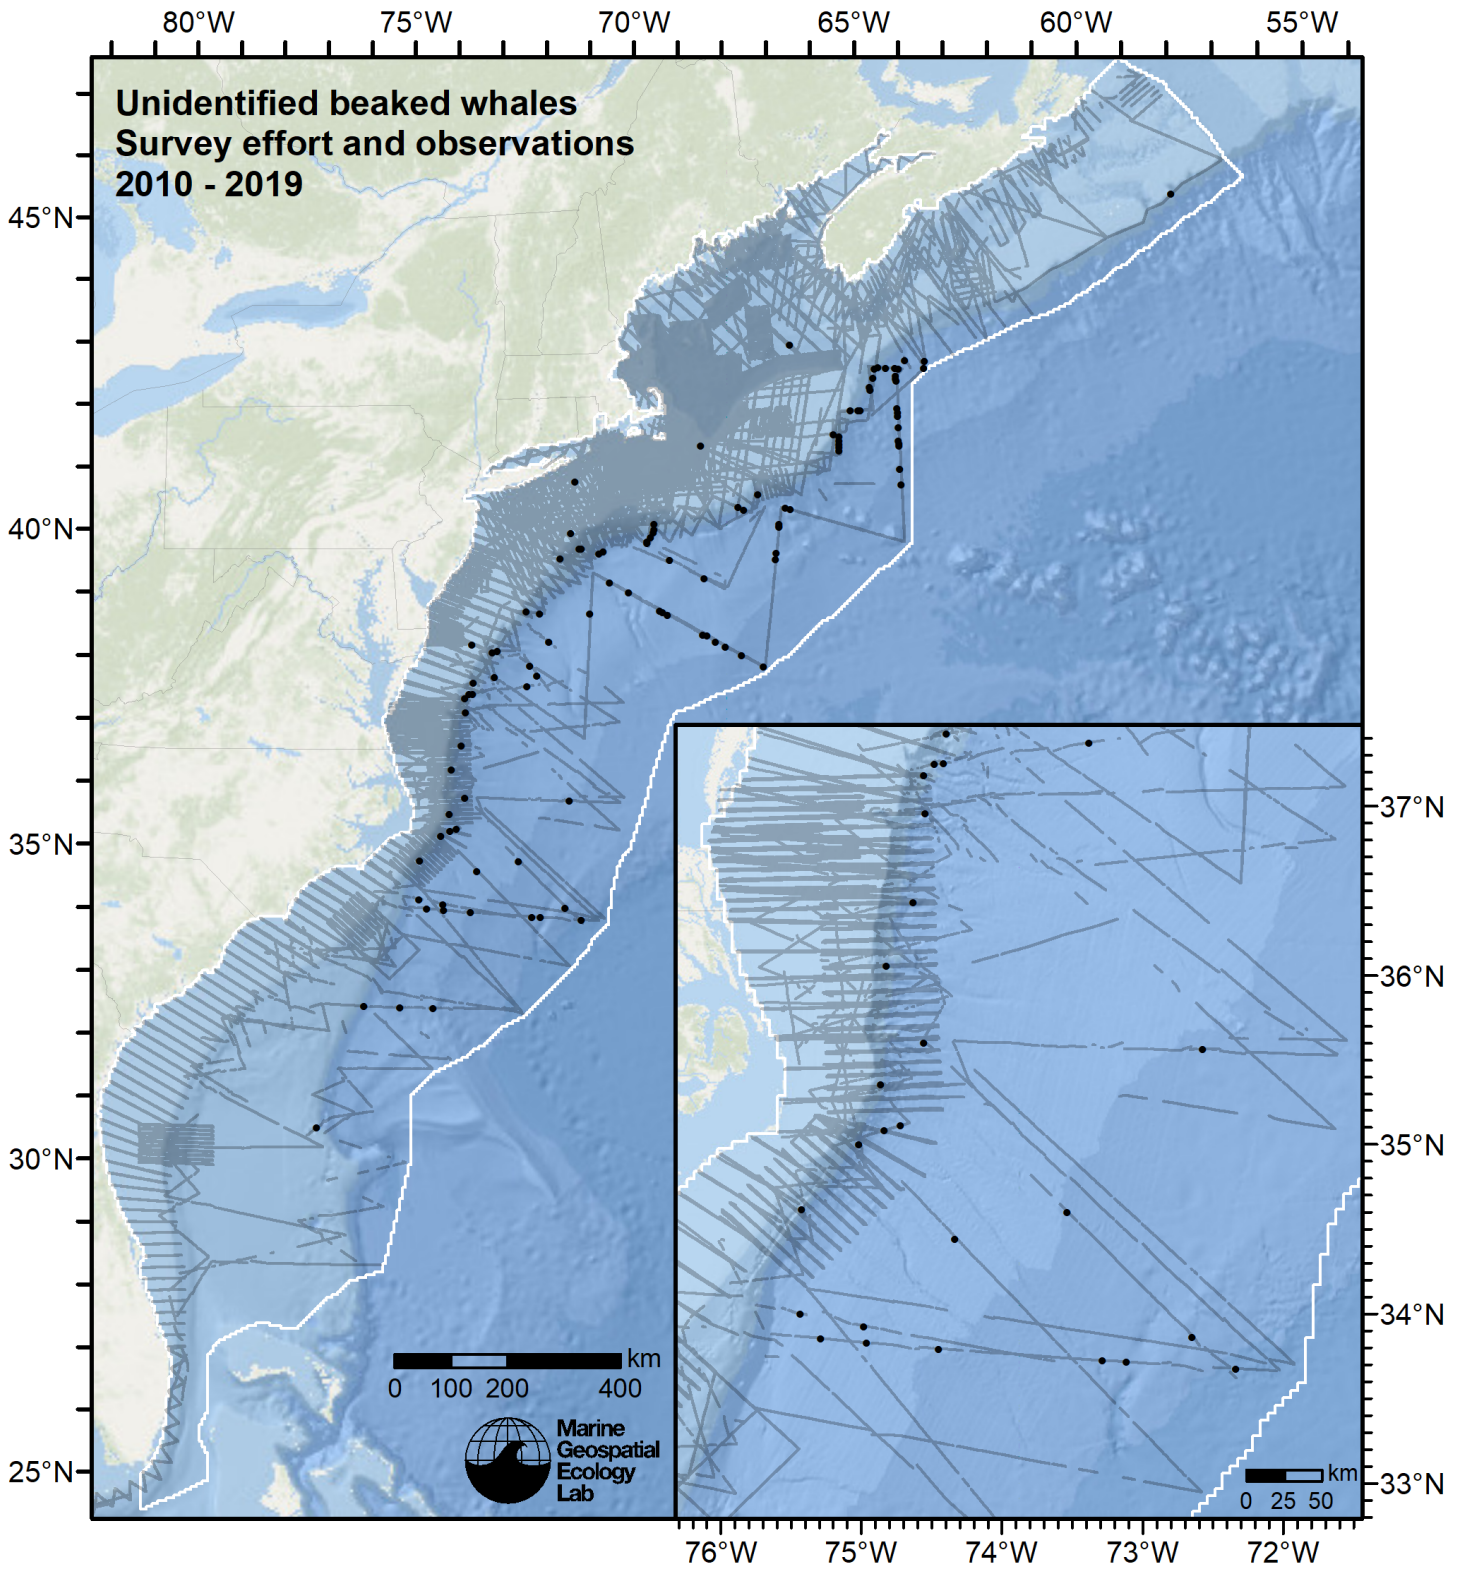 80°W 75°W 70°W 65°W 60°W 55°W
Unidentified beaked whales
Survey effort and observations
2010 - 2019
45°N
40°N
35°N
30°N
25°N
km
0 100 200 400
Marine
Geospatial
Ecology
Lab
37°N
36°N
35°N
34°N
33°N
km
0 25 50
76°W 75°W 74°W 73°W 72°W